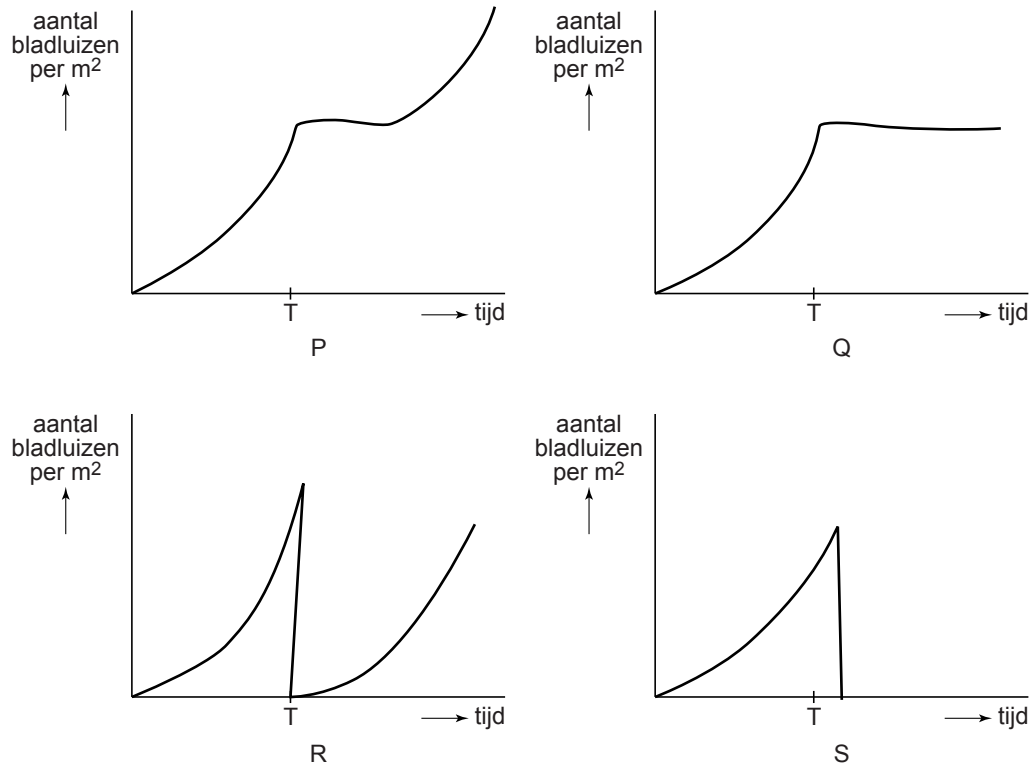 aantal
bladluizen
per m2
T
tijd
P
aantal
bladluizen
per m2
T
tijd
Q
aantal
bladluizen
per m2
T
tijd
R
aantal
bladluizen
per m2
T
tijd
S